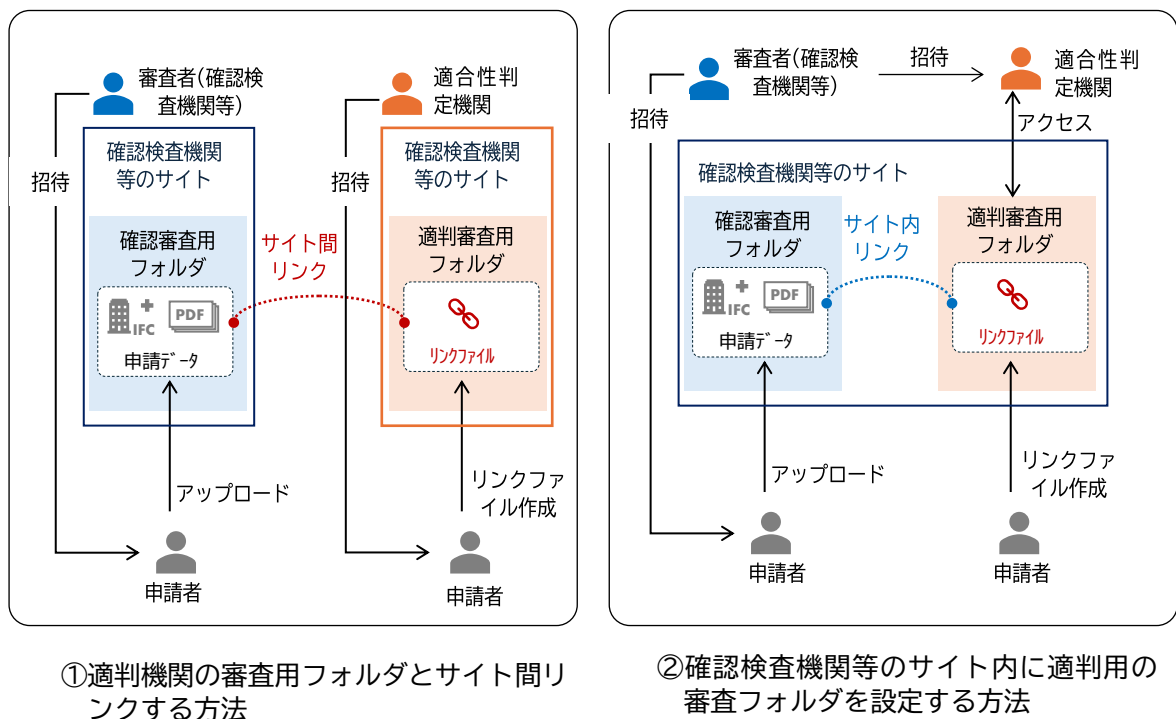 審査者(確認検
査機関等)
適合性判
定機関
招待
招待
確認検査機関
等のサイト
確認検査機関
等のサイト
確認審査用
フォルダ
サイト間
リンク
適判審査用
フォルダ
IFC
PDF
申請データ
リンクファイル
アップロード
リンクファ
イル作成
申請者
申請者
①適判機関の審査用フォルダとサイト間リ
ンクする方法
審査者(確認検
査機関等)
招待
適合性判
定機関
招待
アクセス
確認検査機関等のサイト
確認審査用
フォルダ
サイト内
リンク
適判審査用
フォルダ
IFC
PDF
申請データ
リンクファイル
アップロード
リンクファ
イル作成
申請者
申請者
②確認検査機関等のサイト内に適判用の
審査フォルダを設定する方法